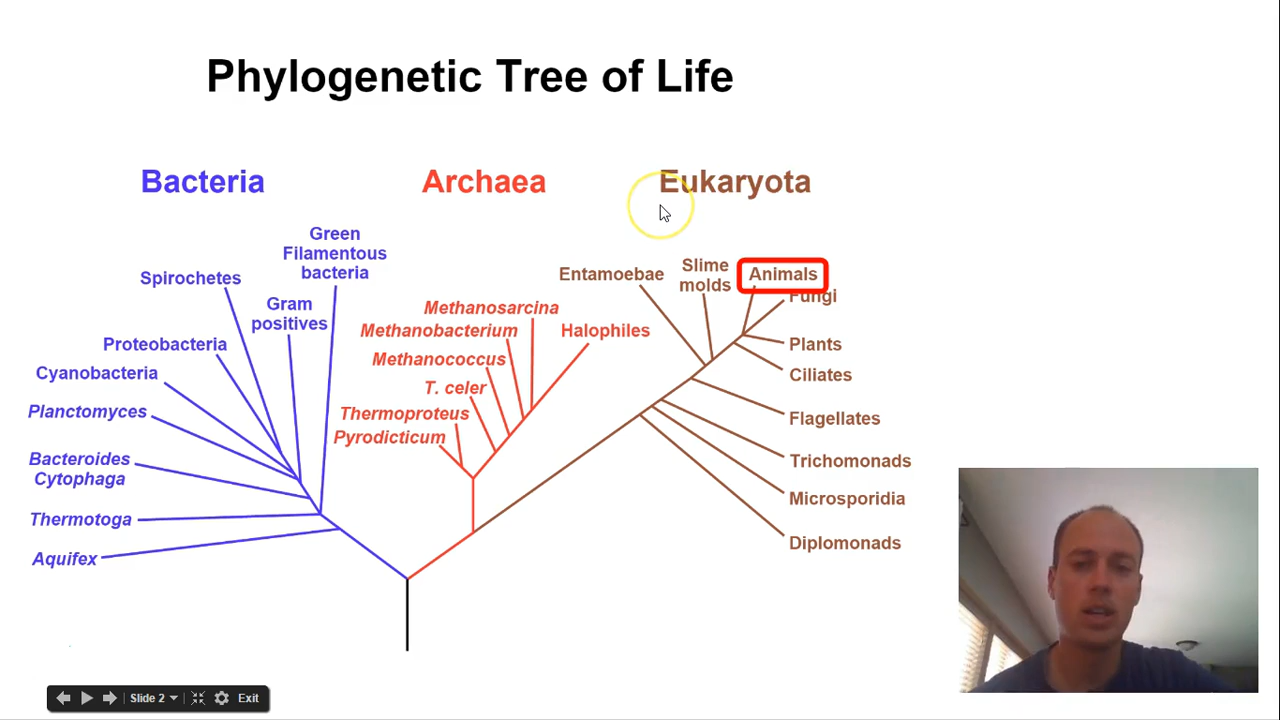 Phylogenetic Tree of Life
Bacteria
Archaea
Eukaryota
Green
Filamentous
bacteria
Spirochetes
Gram
positives
Proteobacteria
Cyanobacteria
Planctomyces
Bacteroides
Cytophaga
Thermotoga
Aquifex
Methanosarcina
Methanobacterium
Halophiles
Methanococcus
T. celer
Thermoproteus
Pyrodicticum
Entamoebae
Slime
molds
Animals
Fungi
Plants
Ciliates
Flagellates
Trichomonads
Microsporidia
Diplomonads
Slide 2
Exit